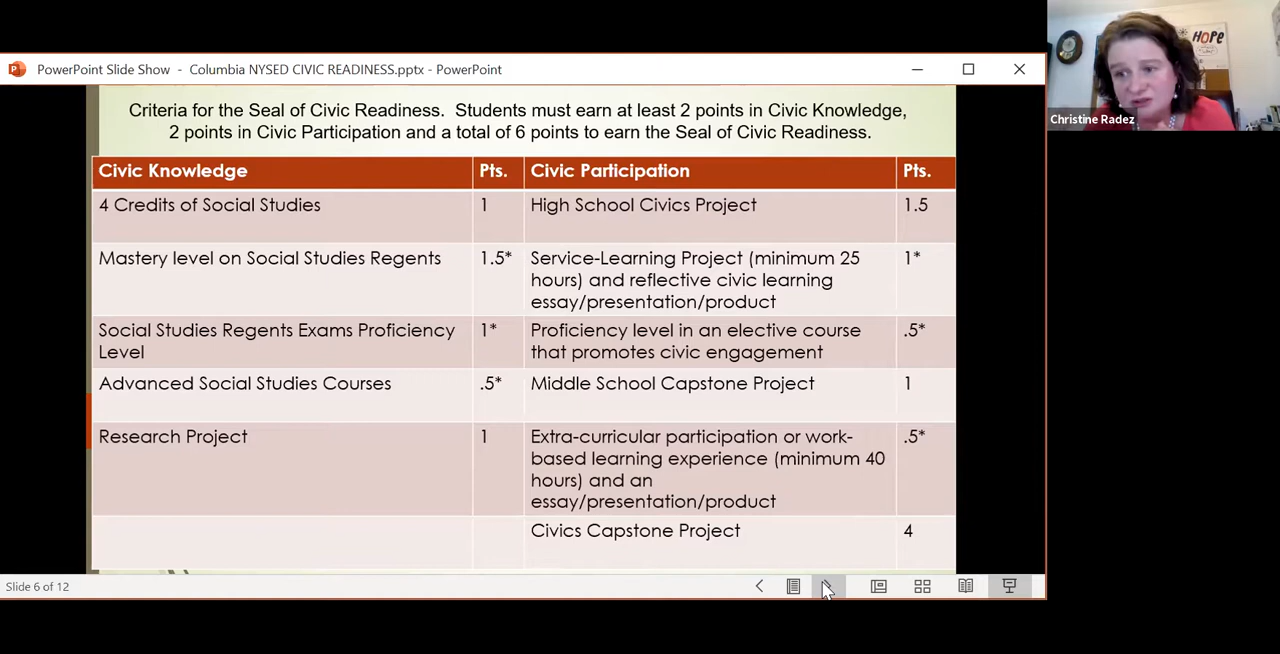 HOPE
PowerPoint Slide Show - Columbia NYSED CIVIC READINESS.pptx - PowerPoint
Christine Radez
Criteria for the Seal of Civic Readiness. Students must earn at least 2 points in Civic Knowledge,
2 points in Civic Participation and a total of 6 points to earn the Seal of Civic Readiness.
Civic Knowledge Pts. Civic Participation Pts.
4 Credits of Social Studies 1 High School Civics Project 1.5
Mastery level on Social Studies Regents 1.5* Service-Learning Project (minimum 25 1*
hours) and reflective civic learning
essay/presentation/product
Social Studies Regents Exams Proficiency 1* Proficiency level in an elective course .5*
Level that promotes civic engagement
Advanced Social Studies Courses .5* Middle School Capstone Project 1
Research Project 1 Extra-curricular participation or work- .5*
based learning experience (minimum 40
hours) and an
essay/presentation/product
Civics Capstone Project 4
Slide 6 of 12